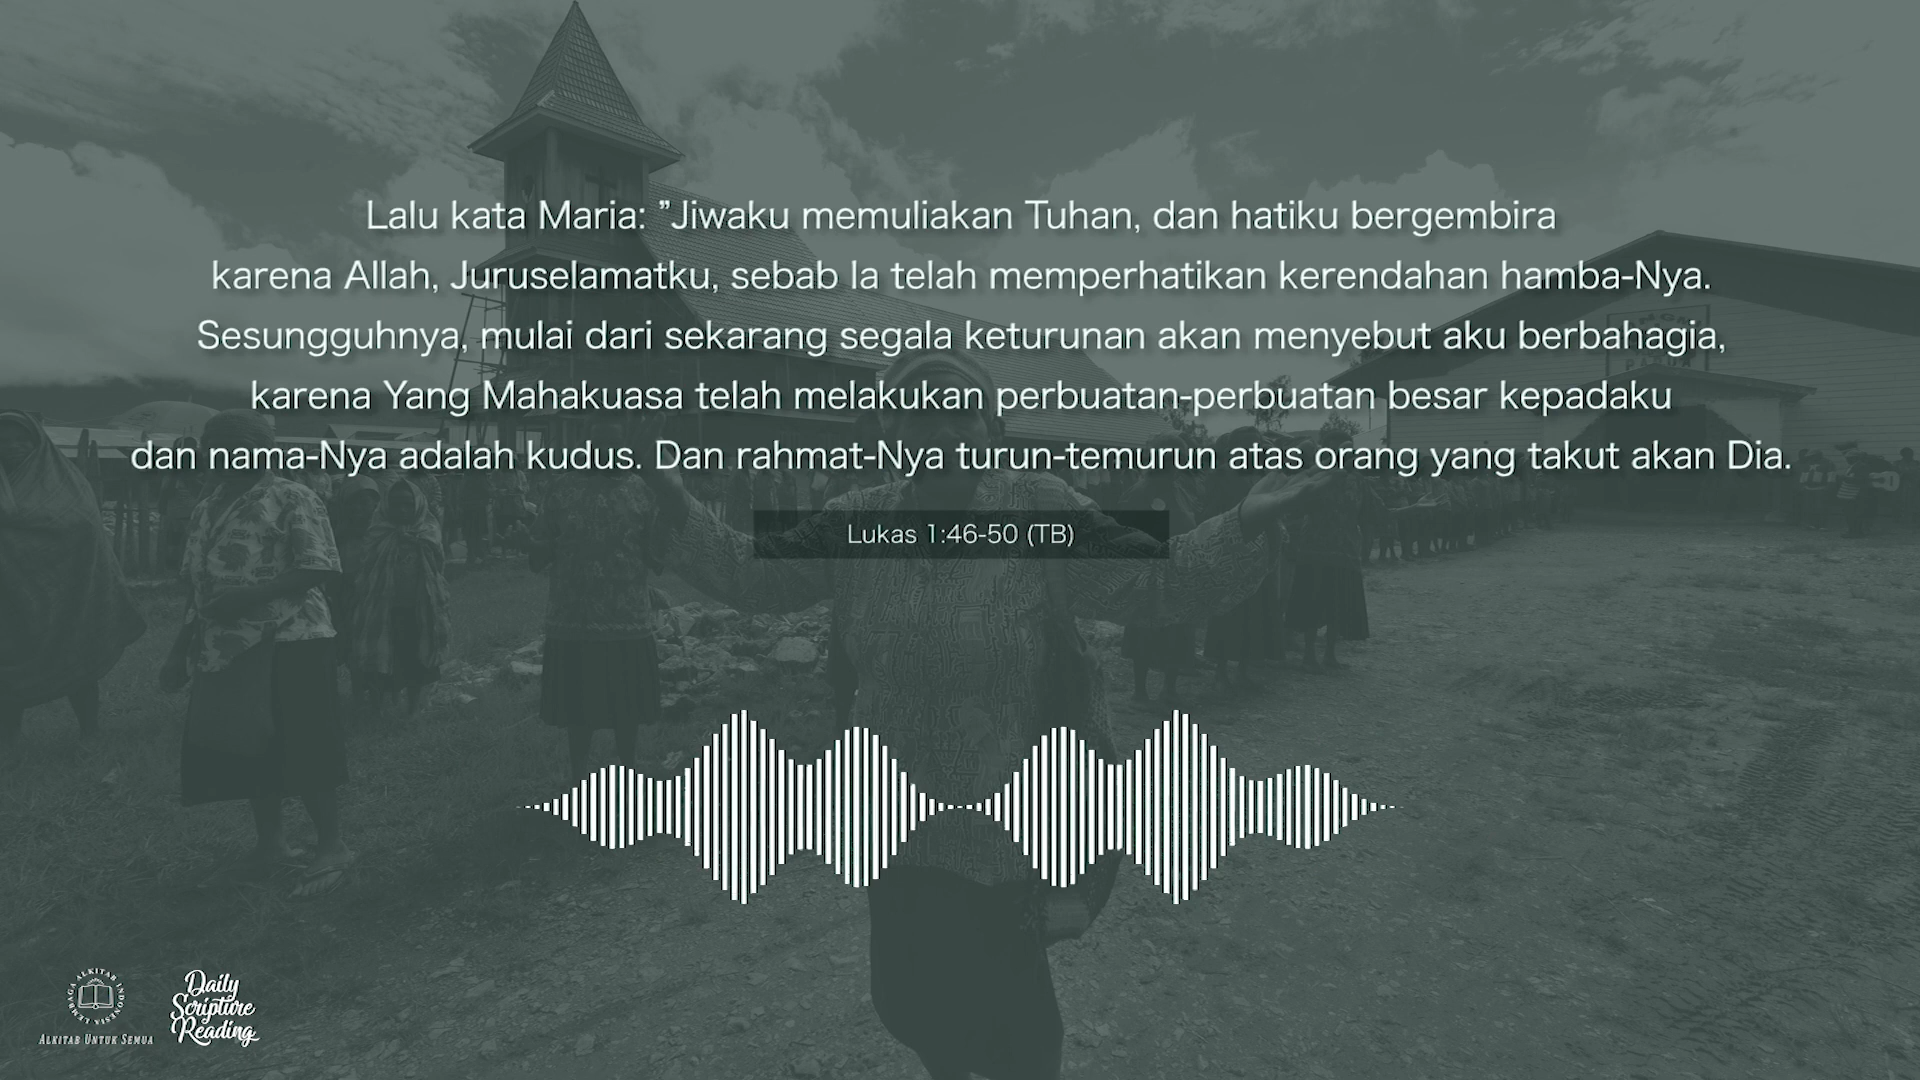 Lalu kata Maria: ”Jiwaku memuliakan Tuhan, dan hatiku bergembira
karena Allah, Juruselamatku, sebab Ia telah memperhatikan kerendahan hamba-Nya.
Sesungguhnya, mulai dari sekarang segala keturunan akan menyebut aku berbahagia,
karena Yang Mahakuasa telah melakukan perbuatan-perbuatan besar kepadaku
dan nama-Nya adalah kudus. Dan rahmat-Nya turun-temurun atas orang yang takut akan Dia.
Lukas 1:46-50 (TB)
LEMBAGA ALKITAB INDONESIA
ALKITAB UNTUK SEMUA
Daily
Scripture
Reading